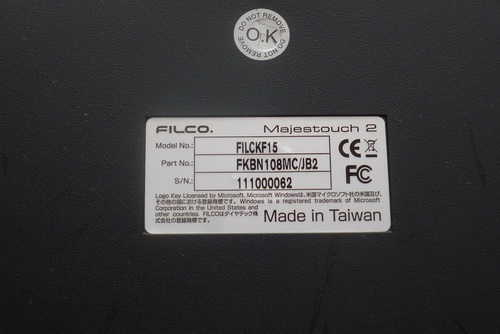 DO NOT REMOVE. DO NOT REMOVE.
O.K
FILCO. Majestouch 2
Model No.: FILCKF15
Part No.: FKBN108MC/JB2
S/N.: 111000062
CE
FC
Logo Key Licensed by Microsoft. Microsoft Windowsは、米国マイクロソフト社の米国及び、
その他の国における登録商標です。 Windows is a registered trademark of Microsoft
Corporation in the United States and
other countries. FILCOはダイヤテック株
式会社の登録商標です。
Made in Taiwan